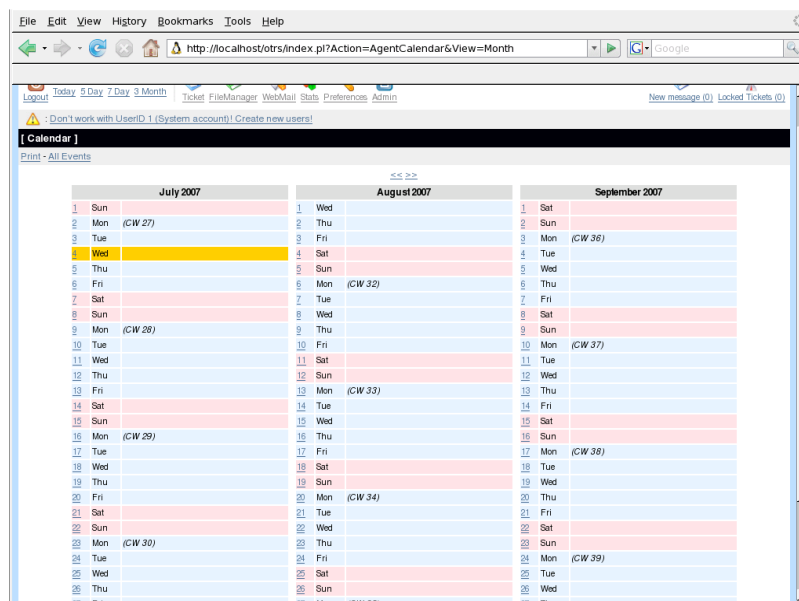 File Edit View History Bookmarks Tools Help
http://localhost/otrs/index.pl?Action=AgentCalendar&View=Month
G Google
Logout Today 5 Day 7 Day 3 Month Ticket FileManager WebMail Stats Preferences Admin New message (0) Locked Tickets (0)
: Don't work with UserID 1 (System account)! Create new users!
[ Calendar ]
Print - All Events
<< >>
July 2007 August 2007 September 2007
1 Sun 1 Wed 1 Sat
2 Mon (CW 27) 2 Thu 2 Sun
3 Tue 3 Fri 3 Mon (CW 36)
4 Wed 4 Sat 4 Tue
5 Thu 5 Sun 5 Wed
6 Fri 6 Mon (CW 32) 6 Thu
7 Sat 7 Tue 7 Fri
8 Sun 8 Wed 8 Sat
9 Mon (CW 28) 9 Thu 9 Sun
10 Tue 10 Fri 10 Mon (CW 37)
11 Wed 11 Sat 11 Tue
12 Thu 12 Sun 12 Wed
13 Fri 13 Mon (CW 33) 13 Thu
14 Sat 14 Tue 14 Fri
15 Sun 15 Wed 15 Sat
16 Mon (CW 29) 16 Thu 16 Sun
17 Tue 17 Fri 17 Mon (CW 38)
18 Wed 18 Sat 18 Tue
19 Thu 19 Sun 19 Wed
20 Fri 20 Mon (CW 34) 20 Thu
21 Sat 21 Tue 21 Fri
22 Sun 22 Wed 22 Sat
23 Mon (CW 30) 23 Thu 23 Sun
24 Tue 24 Fri 24 Mon (CW 39)
25 Wed 25 Sat 25 Tue
26 Thu 26 Sun 26 Wed